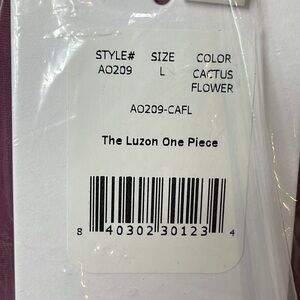 STYLE# SIZE COLOR
AO209 L CACTUS
FLOWER
AO209-CAFL
The Luzon One Piece
8 40302 30123 4